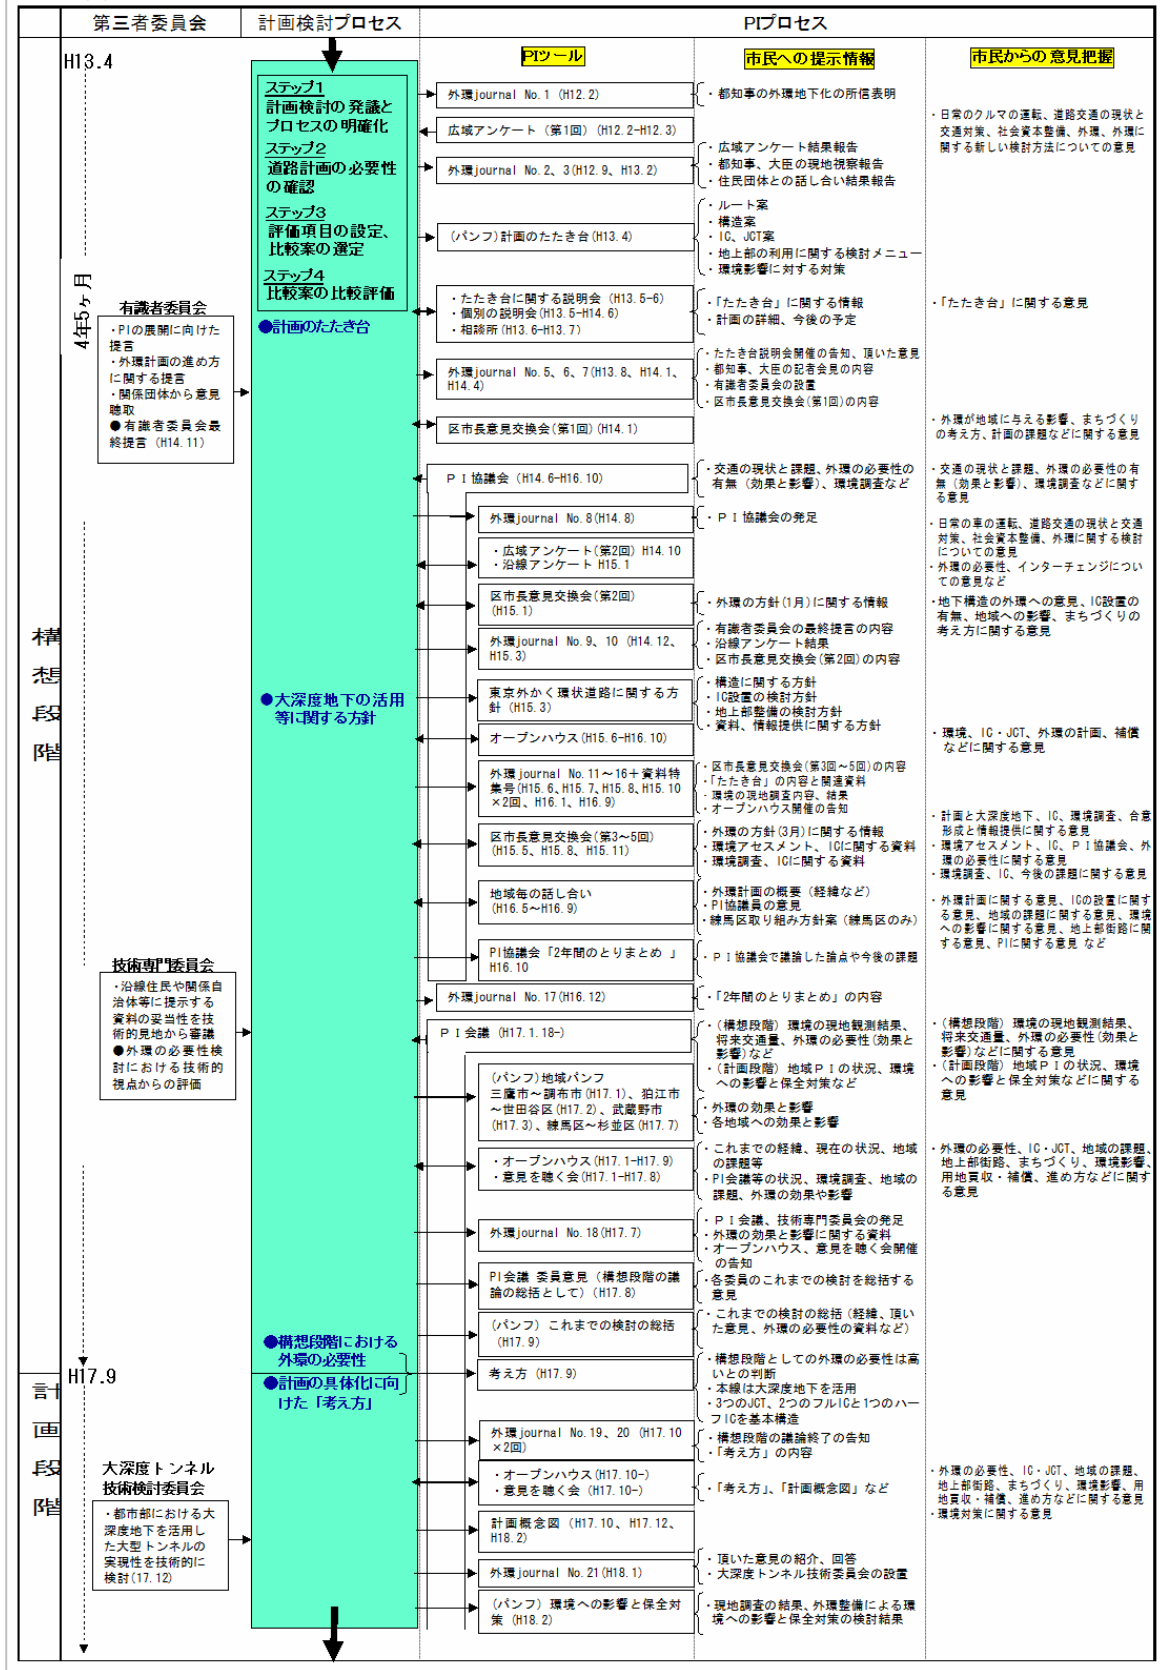 第三者委員会
計画検討プロセス
PIプロセス
構想段階
計画段階
H13.4
4年5ヶ月
H17.9
有識者委員会
・PIの展開に向けた
提言
・外環計画の進め方
に関する提言
・関係団体から意見
聴取
●有識者委員会最
終提言(H14.11)
技術専門委員会
・沿線住民や関係自
治体等に提示する
資料の妥当性を技
術的見地から審議
●外環の必要性検
討における技術的
視点からの評価
大深度トンネル
技術検討委員会
・都市部における大
深度地下を活用し
た大型トンネルの
実現性を技術的に
検討(17.12)
ステップ1
計画検討の発議と
プロセスの明確化
ステップ2
道路計画の必要性
の確認
ステップ3
評価項目の設定、
比較案の選定
ステップ4
比較案の比較評価
●計画のたたき台
●大深度地下の活用
等に関する方針
●構想段階における
外環の必要性
●計画の具体化に向
けた「考え方」
PIツール
外環journal No.1 (H12.2)
広域アンケート(第1回)(H12.2-H12.3)
外環journal No.2、3(H12.9、H13.2)
(パンフ)計画のたたき台(H13.4)
・たたき台に関する説明会(H13.5-6)
・個別の説明会(H13.5-H14.6)
・相談所(H13.6-H13.7)
外環journal No.5、6、7(H13.8、H14.1、
H14.4)
区市長意見交換会(第1回)(H14.1)
PI協議会(H14.6-H16.10)
外環journal No.8(H14.8)
・広域アンケート(第2回) H14.10
・沿線アンケート H15.1
区市長意見交換会(第2回)
(H15.1)
外環journal No.9、10 (H14.12、
H15.3)
東京外かく環状道路に関する方
針(H15.3)
オープンハウス(H15.6-H16.10)
外環journal No.11～16＋資料特
集号(H15.6、H15.7、H15.8、H15.10
×2回、H16.1、H16.9)
区市長意見交換会(第3～5回)
(H15.5、H15.8、H15.11)
地域毎の話し合い
(H16.5～H16.9)
PI協議会「2年間のとりまとめ」
H16.10
外環journal No.17(H16.12)
PI会議(H17.1.18-)
(パンフ)地域パンフ
三鷹市～調布市(H17.1)、狛江市
～世田谷区(H17.2)、武蔵野市
(H17.3)、練馬区～杉並区(H17.7)
・オープンハウス(H17.1-H17.9)
・意見を聴く会(H17.1-H17.8)
外環journal No.18(H17.7)
PI会議 委員意見(構想段階の議
論の総括として)(H17.8)
(パンフ) これまでの検討の総括
(H17.9)
考え方(H17.9)
外環journal No.19、20 (H17.10
×2回)
・オープンハウス(H17.10-)
・意見を聴く会(H17.10-)
計画概念図(H17.10、H17.12、
H18.2)
外環journal No.21(H18.1)
(パンフ)環境への影響と保全対
策(H18.2)
市民への提示情報
・都知事の外環地下化の所信表明
・広域アンケート結果報告
・都知事、大臣の現地視察報告
・住民団体との話し合い結果報告
・ルート案
・構造案
・IC、JCT案
・地上部の利用に関する検討メニュー
・環境影響に対する対策
・「たたき台」に関する情報
・計画の詳細、今後の予定
・たたき台説明会開催の告知、頂いた意見
・都知事、大臣の記者会見の内容
・有識者委員会の設置
・区市長意見交換会(第1回)の内容
・交通の現状と課題、外環の必要性の
有無(効果と影響)、環境調査など
・PI協議会の発足
・外環の方針(1月)に関する情報
・有識者委員会の最終提言の内容
・沿線アンケート結果
・区市長意見交換会(第2回)の内容
・構造に関する方針
・IC設置の検討方針
・地上部整備の検討方針
・資料、情報提供に関する方針
・区市長意見交換会(第3回～5回)の内容
・「たたき台」の内容と関連資料
・環境の現地調査内容、結果
・オープンハウス開催の告知
・外環の方針(3月)に関する情報
・環境アセスメント、ICに関する資料
・環境調査、ICに関する資料
・外環計画の概要(経緯など)
・PI協議員の意見
・練馬区取り組み方針案(練馬区のみ)
・PI協議会で議論した論点や今後の課題
・「2年間のとりまとめ」の内容
・(構想段階)環境の現地観測結果、
将来交通量、外環の必要性(効果と
影響)など
・(計画段階)地域PIの状況、環境
への影響と保全対策など
・外環の効果と影響
・各地域への効果と影響
・これまでの経緯、現在の状況、地域
の課題等
・PI会議等の状況、環境調査、地域の
課題、外環の効果や影響
・PI会議、技術専門委員会の発足
・外環の効果と影響に関する資料
・オープンハウス、意見を聴く会開催
の告知
・各委員のこれまでの検討を総括する
意見
・これまでの検討の総括(経緯、頂い
た意見、外環の必要性の資料など)
・構想段階としての外環の必要性は高
いとの判断
・本線は大深度地下を活用
・3つのJCT、2つのフルICと1つのハー
フICを基本構造
・構想段階の議論終了の告知
・「考え方」の内容
・「考え方」、「計画概念図」など
・頂いた意見の紹介、回答
・大深度トンネル技術委員会の設置
・現地調査の結果、外環整備による環
境への影響と保全対策の検討結果
市民からの意見把握
・日常のクルマの運転、道路交通の現状と
交通対策、社会資本整備、外環、外環に
関する新しい検討方法についての意見
・「たたき台」に関する意見
・外環が地域に与える影響、まちづくり
の考え方、計画の課題などに関する意見
・交通の現状と課題、外環の必要性の有
無(効果と影響)、環境調査などに関す
る意見
・日常の車の運転、道路交通の現状と交通
対策、社会資本整備、外環に関する検討
についての意見
・外環の必要性、インターチェンジについ
ての意見など
・地下構造の外環への意見、IC設置の
有無、地域への影響、まちづくりの
考え方に関する意見
・環境、IC・JCT、外環の計画、補償
などに関する意見
・計画と大深度地下、IC、環境調査、合意
形成と情報提供に関する意見
・環境アセスメント、IC、PI協議会、外
環の必要性に関する意見
・環境調査、IC、今後の課題に関する意見
・外環計画に関する意見、ICの設置に関す
る意見、地域の課題に関する意見、環境
への影響に関する意見、地上部街路に関
する意見、PIに関する意見 など
・(構想段階)環境の現地観測結果、
将来交通量、外環の必要性(効果と
影響)などに関する意見
・(計画段階)地域PIの状況、環境
への影響と保全対策などに関する
意見
・外環の必要性、IC・JCT、地域の課題、
地上部街路、まちづくり、環境影響、
用地買収・補償、進め方などに関す
る意見
・外環の必要性、IC・JCT、地域の課題、
地上部街路、まちづくり、環境影響、用
地買収・補償、進め方などに関する意見
・環境対策に関する意見